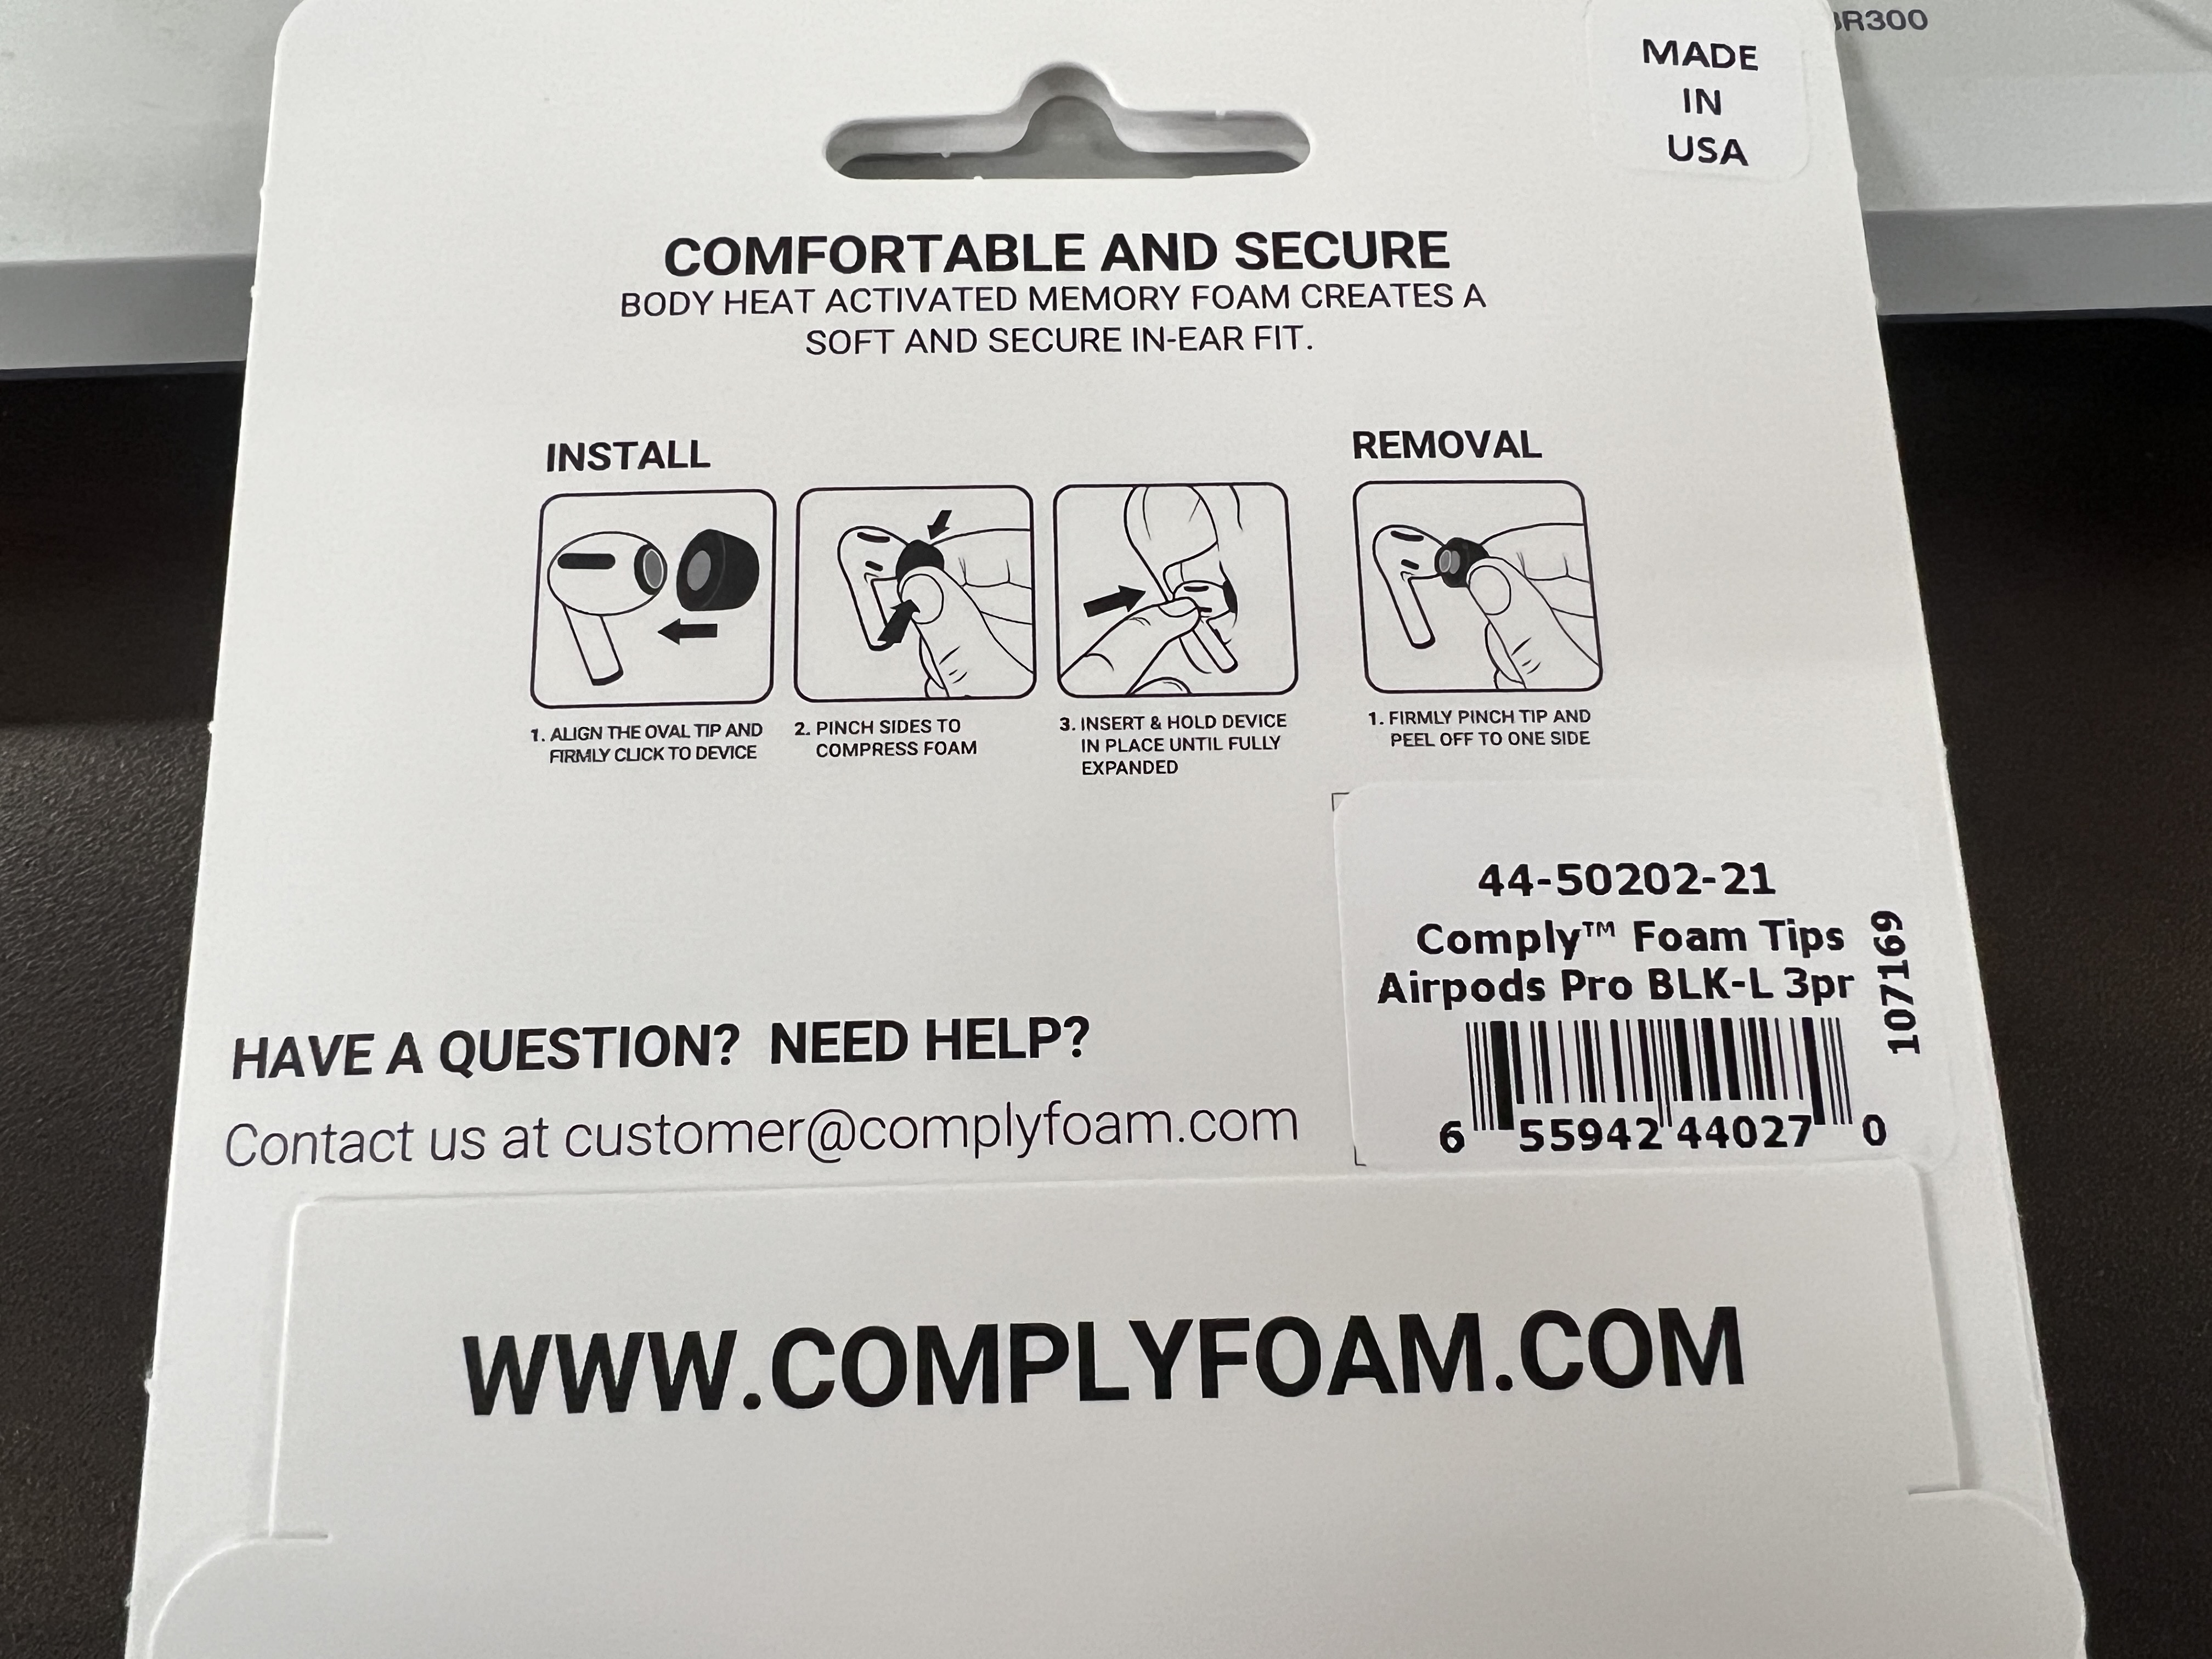 R300
MADE
IN
USA
COMFORTABLE AND SECURE
BODY HEAT ACTIVATED MEMORY FOAM CREATES A
SOFT AND SECURE IN-EAR FIT.
INSTALL
1. ALIGN THE OVAL TIP AND
FIRMLY CLICK TO DEVICE
2. PINCH SIDES TO
COMPRESS FOAM
3. INSERT & HOLD DEVICE
IN PLACE UNTIL FULLY
EXPANDED
REMOVAL
1. FIRMLY PINCH TIP AND
PEEL OFF TO ONE SIDE
44-50202-21
Comply™ Foam Tips
Airpods Pro BLK-L 3pr
107169
6 55942 44027 0
HAVE A QUESTION? NEED HELP?
Contact us at customer@complyfoam.com
WWW.COMPLYFOAM.COM